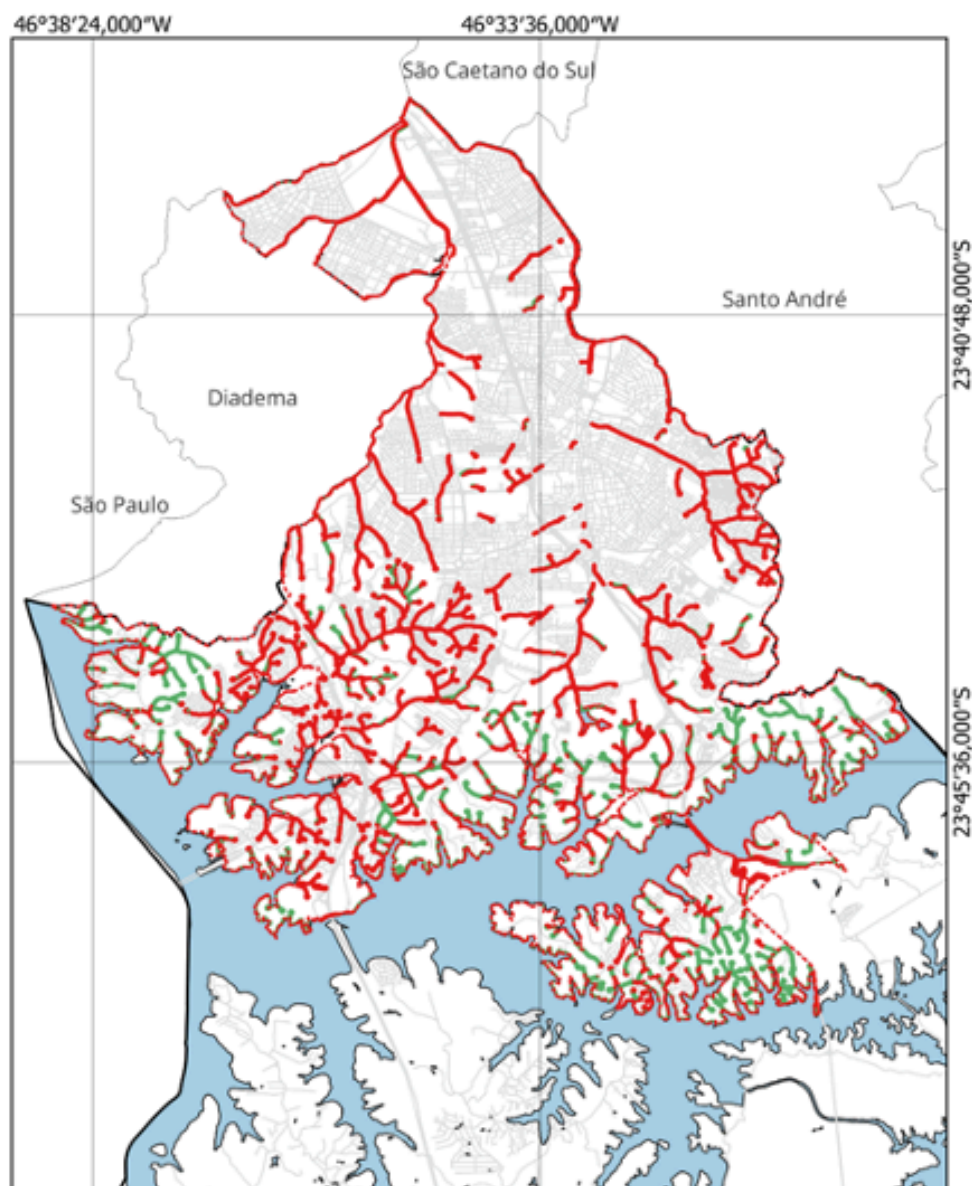 46°38′24,000″W 46°33′36,000″W
São Caetano do Sul
23°40′48,000″S
Santo André
Diadema
São Paulo
23°45′36,000″S